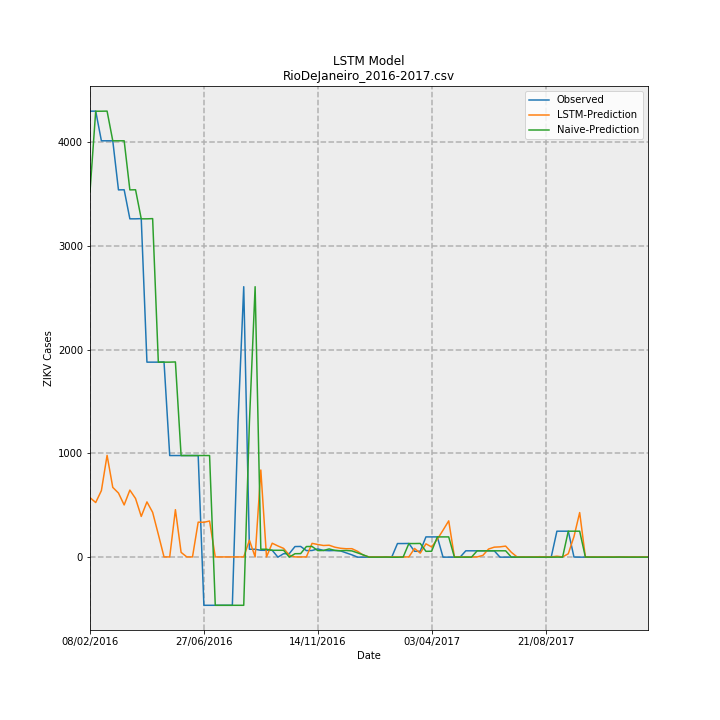 LSTM Model
RioDeJaneiro_2016-2017.csv
Observed
LSTM-Prediction
Naive-Prediction
4000
3000
2000
1000
0
ZIKV Cases
08/02/2016
27/06/2016
14/11/2016
03/04/2017
21/08/2017
Date